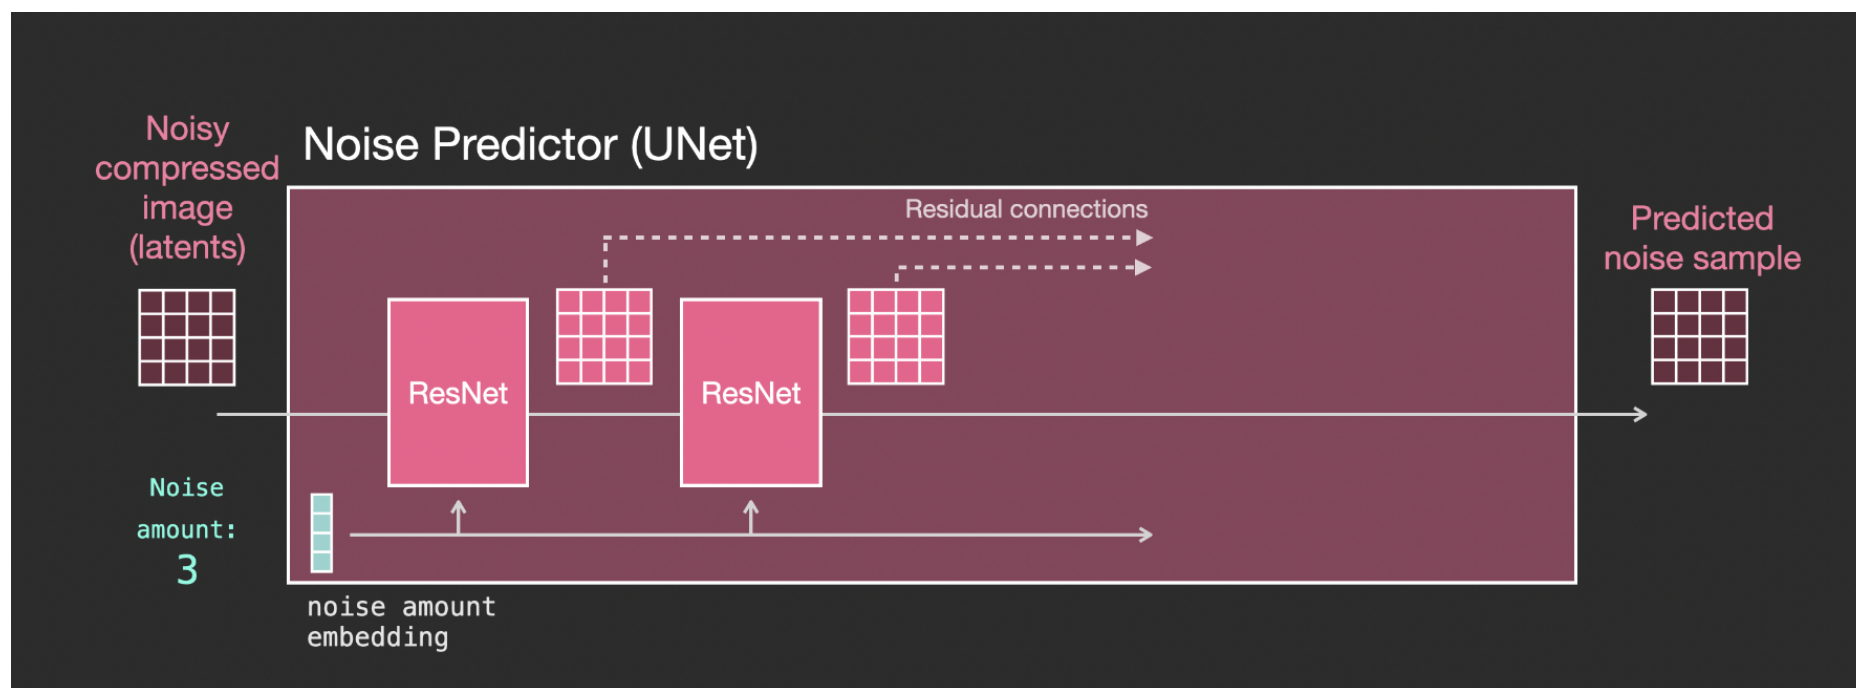 Noisy
compressed
image
(latents)
Noise Predictor (UNet)
Residual connections
Predicted
noise sample
ResNet
ResNet
Noise
amount:
3
noise amount
embedding